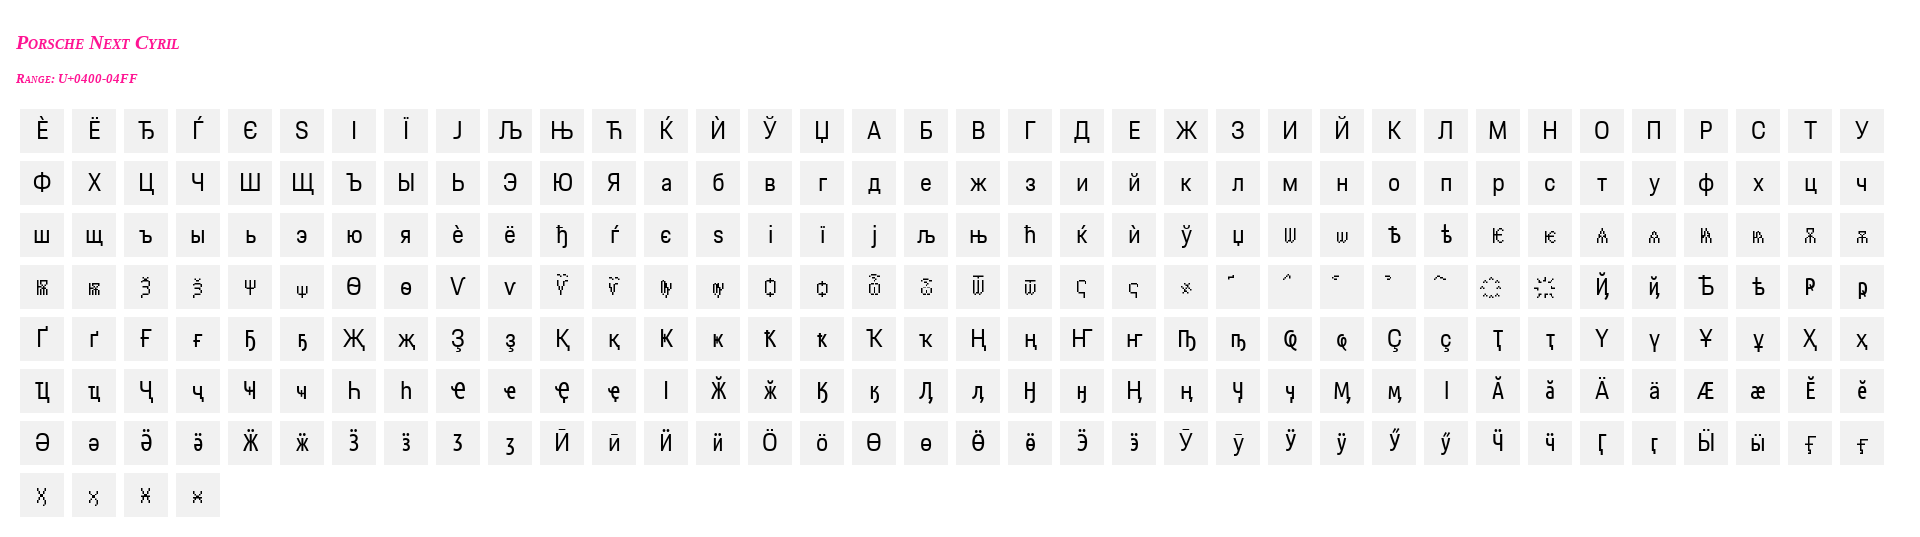 Porsche Next Cyril
Range: U+0400-04FF
Ѐ Ё Ђ Ѓ Є Ѕ І Ї Ј Љ Њ Ћ Ќ Ѝ Ў Џ А Б В Г Д Е Ж З И Й К Л М Н О П Р С Т У
Ф Х Ц Ч Ш Щ Ъ Ы Ь Э Ю Я а б в г д е ж з и й к л м н о п р с т у ф х ц ч
ш щ ъ ы ь э ю я ѐ ё ђ ѓ є ѕ і ї ј љ њ ћ ќ ѝ ў џ Ѡ ѡ Ѣ ѣ Ѥ ѥ Ѧ ѧ Ѩ ѩ Ѫ ѫ
Ѭ ѭ Ѯ ѯ Ѱ ѱ Ѳ ѳ Ѵ ѵ Ѷ ѷ Ѹ ѹ Ѻ ѻ Ѽ ѽ Ѿ ѿ Ҁ ҁ ҂ ҃ ҄ ҅ ҆ ҇ ҈ ҉ Ҋ ҋ Ҍ ҍ Ҏ ҏ
Ґ ґ Ғ ғ Ҕ ҕ Җ җ Ҙ ҙ Қ қ Ҝ ҝ Ҟ ҟ Ҡ ҡ Ң ң Ҥ ҥ Ҧ ҧ Ҩ ҩ Ҫ ҫ Ҭ ҭ Ү ү Ұ ұ Ҳ ҳ
Ҵ ҵ Ҷ ҷ Ҹ ҹ Һ һ Ҽ ҽ Ҿ ҿ Ӏ Ӂ ӂ Ӄ ӄ Ӆ ӆ Ӈ ӈ Ӊ ӊ Ӌ ӌ Ӎ ӎ ӏ Ӑ ӑ Ӓ ӓ Ӕ ӕ Ӗ ӗ
Ә ә Ӛ ӛ Ӝ ӝ Ӟ ӟ Ӡ ӡ Ӣ ӣ Ӥ ӥ Ӧ ӧ Ө ө Ӫ ӫ Ӭ ӭ Ӯ ӯ Ӱ ӱ Ӳ ӳ Ӵ ӵ Ӷ ӷ Ӹ ӹ Ӻ ӻ
Ӽ ӽ Ӿ ӿ